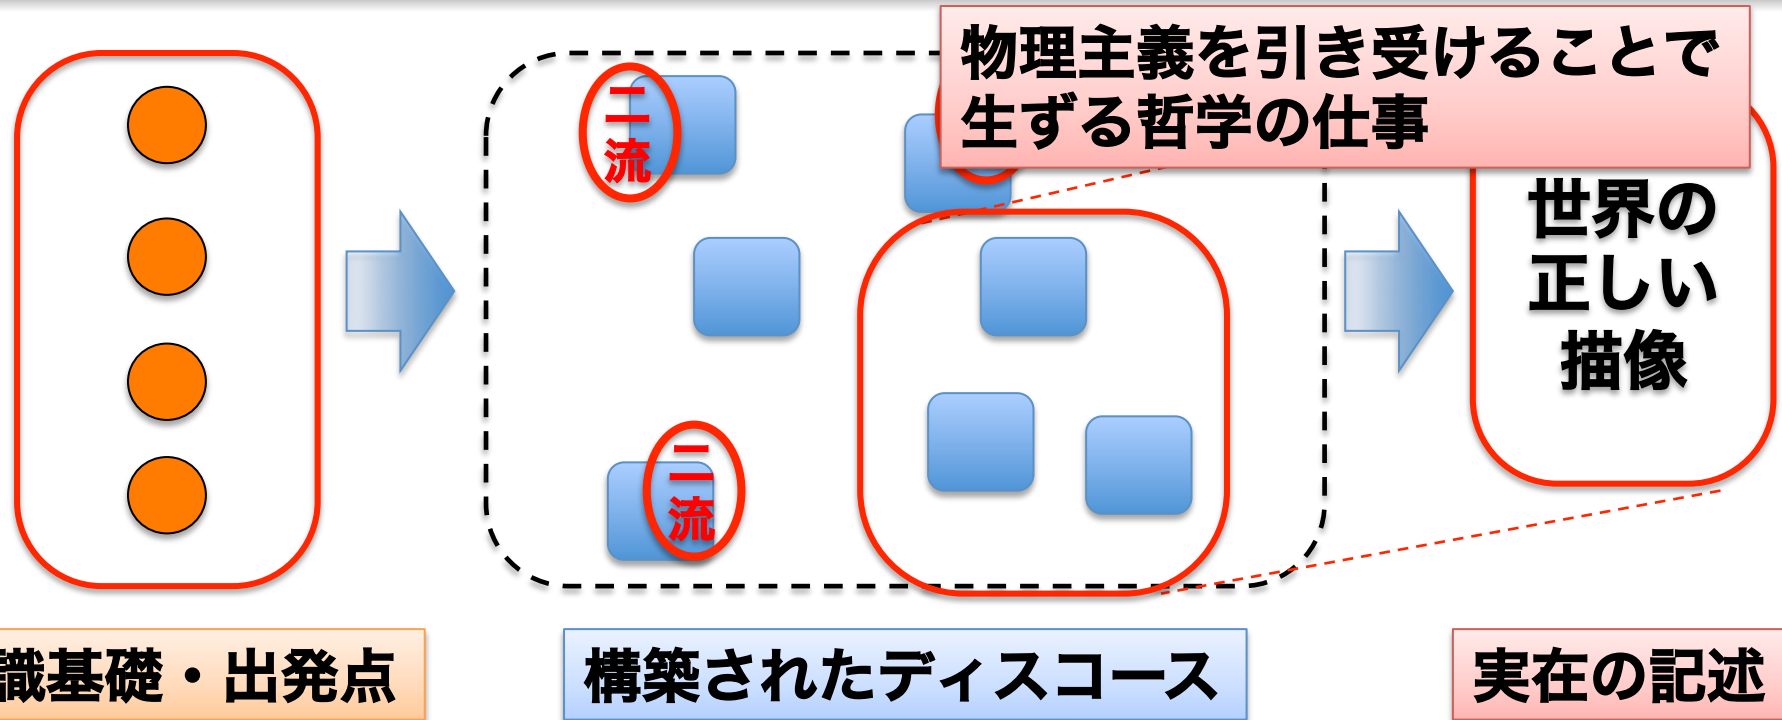 物理主義を引き受けることで
生ずる哲学の仕事
二
流
世界の
正しい
描像
二
流
識基礎・出発点
構築されたディスコース
実在の記述